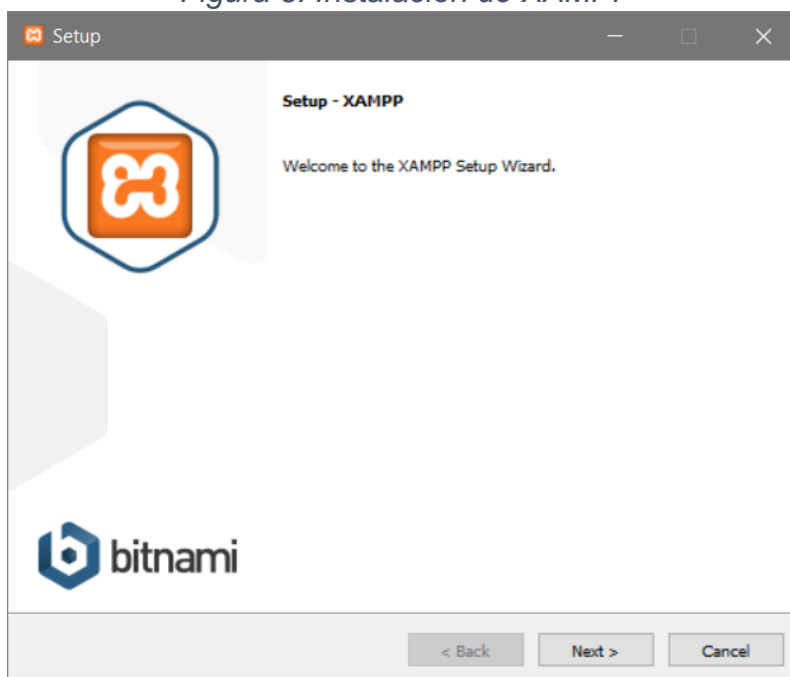 Setup
Setup - XAMPP
Welcome to the XAMPP Setup Wizard.
bitnami
< Back
Next >
Cancel